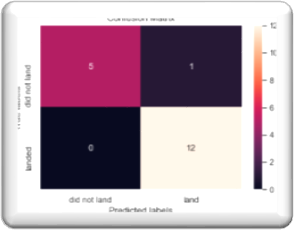 Confusion Matrix
12
5
1
10
did not land
8
6
4
landed
0
12
2
0
did not land
land
Predicted labels